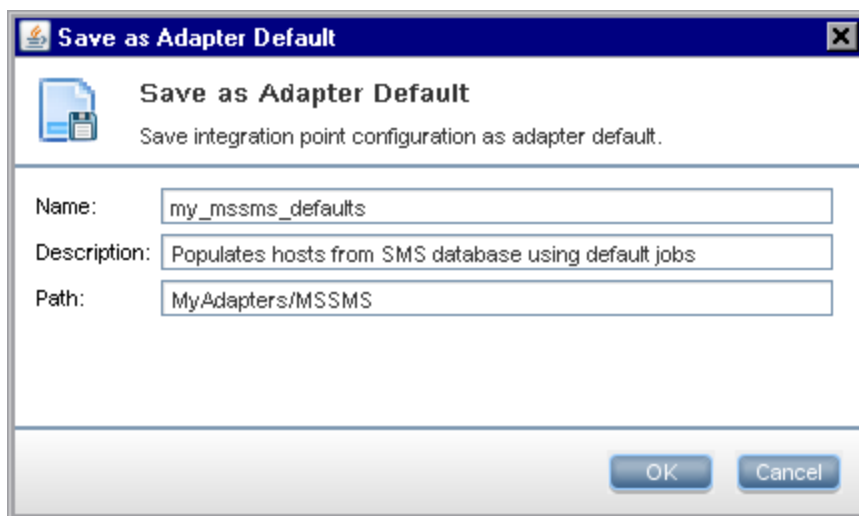 Save as Adapter Default
Save as Adapter Default
Save integration point configuration as adapter default.
Name: my_mssms_defaults
Description: Populates hosts from SMS database using default jobs
Path: MyAdapters/MSSMS
OK Cancel